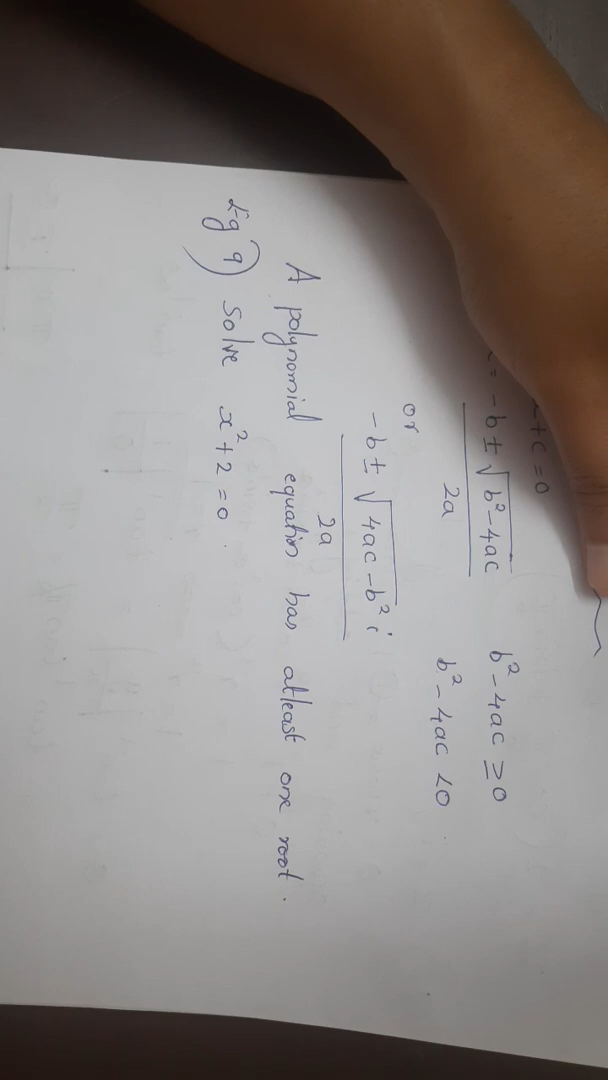 x + c = 0
x = -b ± √b² - 4ac b² - 4ac ≥ 0
2a
or b² - 4ac < 0.
-b ± √4ac - b² i
2a
A polynomial equation has atleast one root.
Eg 9) Solve x² + 2 = 0.